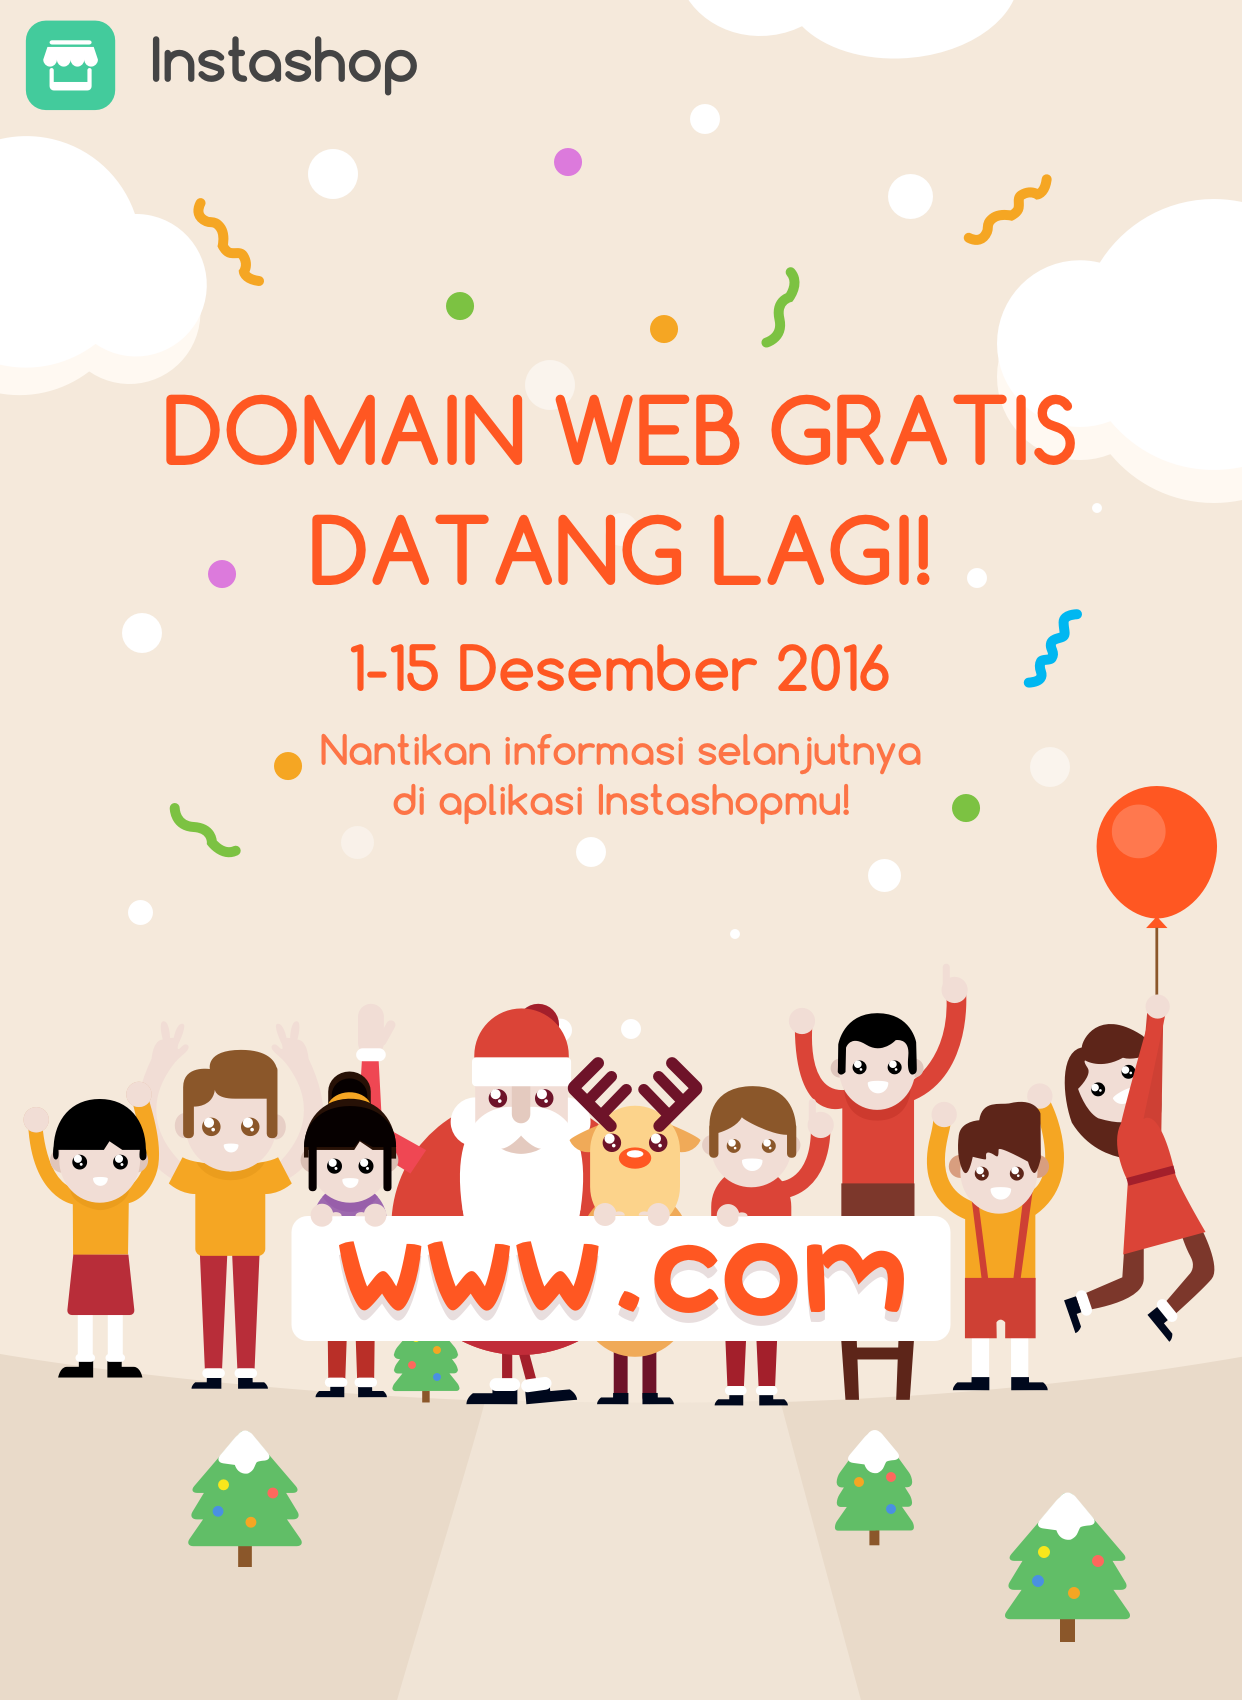 Instashop
DOMAIN WEB GRATIS
DATANG LAGI!!
1-15 Desember 2016
Nantikan informasi selanjutnya
di aplikasi Instashopmu!
www.com